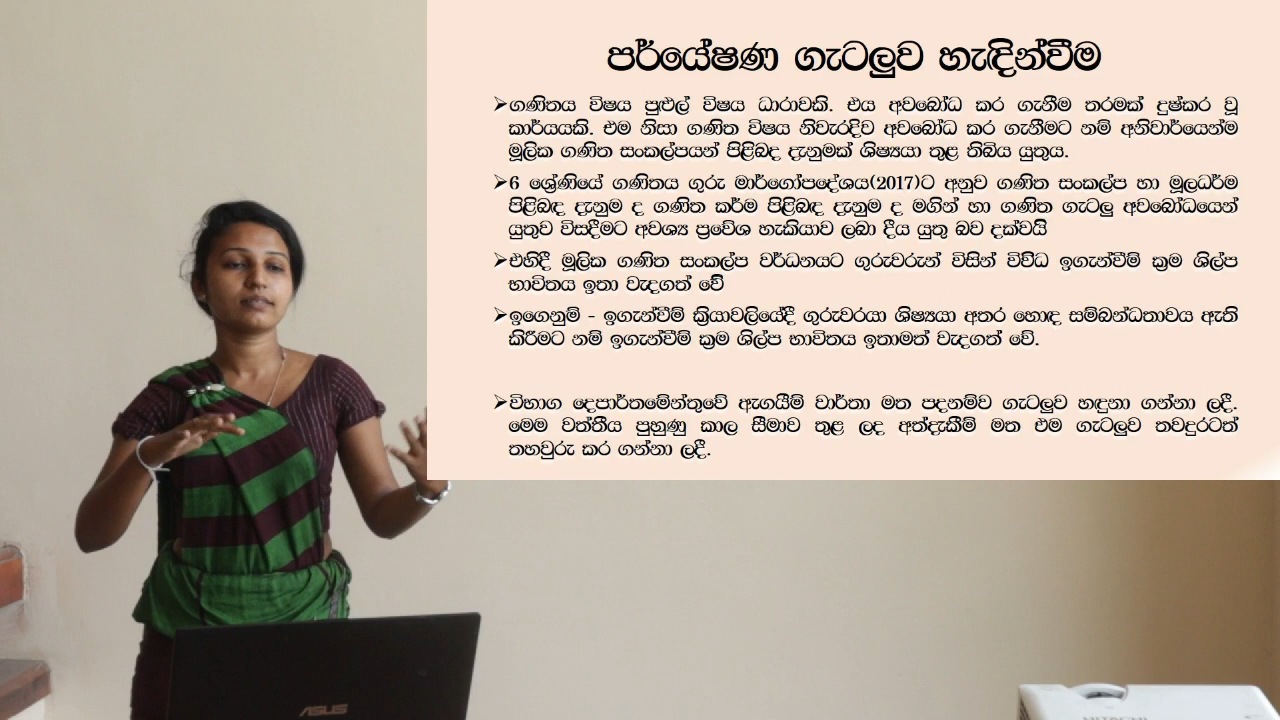 පර්යේෂණ ගැටලුව හැඳින්වීම
➢ගණිතය විෂය පුළුල් විෂය ධාරාවකි. එය අවබෝධ කර ගැනීම තරමක් දුෂ්කර වූ
කාර්යයකි. එම නිසා ගණිත විෂය නිවැරදිව අවබෝධ කර ගැනීමට නම් අනිවාර්යෙන්ම
මූලික ගණිත සංකල්පයන් පිළිබද දැනුමක් ශිෂ්‍යයා තුළ තිබිය යුතුය.
➢6 ශ්‍රේණියේ ගණිතය ගුරු මාර්ගෝපදේශය(2017)ට අනුව ගණිත සංකල්ප හා මූලධර්ම
පිළිබඳ දැනුම ද ගණිත කර්ම පිළිබඳ දැනුම ද මගින් හා ගණිත ගැටලු අවබෝධයෙන්
යුතුව විසදීමට අවශ්‍ය ප්‍රවේශ හැකියාව ලබා දීය යුතු බව දක්වයි
➢එහිදී මූලික ගණිත සංකල්ප වර්ධනයට ගුරුවරුන් විසින් විවිධ ඉගැන්වීම් ක්‍රම ශිල්ප
භාවිතය ඉතා වැදගත් වේ
➢ඉගෙනුම් - ඉගැන්වීම් ක්‍රියාවලියේදී ගුරුවරයා ශිෂ්‍යයා අතර හොඳ සම්බන්ධතාවය ඇති
කිරීමට නම් ඉගැන්වීම් ක්‍රම ශිල්ප භාවිතය ඉතාමත් වැදගත් වේ.
➢විභාග දෙපාර්තමේන්තුවේ ඇගයීම් වාර්තා මත පදනම්ව ගැටලුව හඳුනා ගන්නා ලදී.
මෙම වෘත්තීය පුහුණු කාල සීමාව තුළ ලද අත්දැකීම් මත එම ගැටලුව තවදුරටත්
තහවුරු කර ගන්නා ලදී.
ASUS
HITACHI